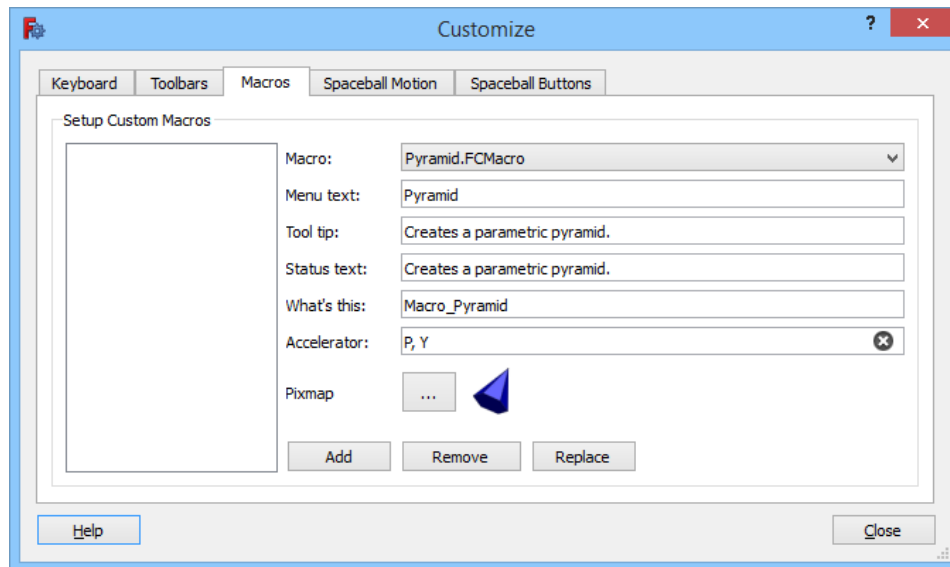 Customize
?
Keyboard Toolbars Macros Spaceball Motion Spaceball Buttons
Setup Custom Macros
Macro: Pyramid.FCMacro
Menu text: Pyramid
Tool tip: Creates a parametric pyramid.
Status text: Creates a parametric pyramid.
What's this: Macro_Pyramid
Accelerator: P, Y
Pixmap ...
Add Remove Replace
Help Close